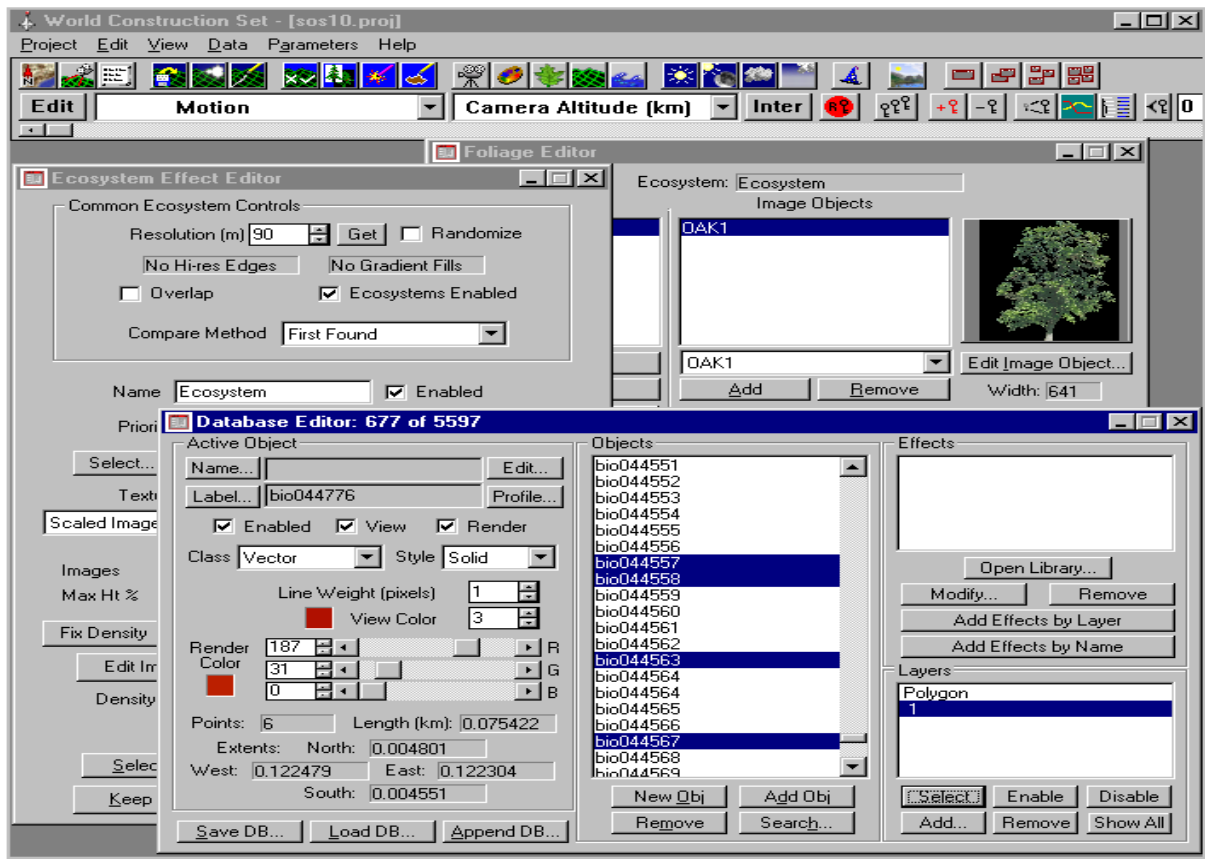 World Construction Set - [sos10.proj]
Project Edit View Data Parameters Help
Edit Motion Camera Altitude (km) Inter 0
Foliage Editor
Ecosystem: Ecosystem
Image Objects
OAK1
OAK1
Edit Image Object...
Add Remove Width: 641
Ecosystem Effect Editor
Common Ecosystem Controls
Resolution (m) 90 Get Randomize
No Hi-res Edges No Gradient Fills
Overlap Ecosystems Enabled
Compare Method First Found
Name Ecosystem Enabled
Priori
Select...
Textu
Scaled Image
Images
Max Ht %
Fix Density
Edit Im
Density
Selec
Keep
Database Editor: 677 of 5597
Active Object
Name... Edit...
Label... bio044776 Profile...
Enabled View Render
Class Vector Style Solid
Line Weight (pixels) 1
View Color 3
Render Color
187 R
31 G
0 B
Points: 6 Length (km): 0.075422
Extents: North: 0.004801
West: 0.122479 East: 0.122304
South: 0.004551
Save DB... Load DB... Append DB...
Objects
bio044551
bio044552
bio044553
bio044554
bio044555
bio044556
bio044557
bio044558
bio044559
bio044560
bio044561
bio044562
bio044563
bio044564
bio044564
bio044565
bio044566
bio044567
bio044568
bio044569
New Obj Add Obj
Remove Search...
Effects
Open Library...
Modify... Remove
Add Effects by Layer
Add Effects by Name
Layers
Polygon
1
Select Enable Disable
Add... Remove Show All